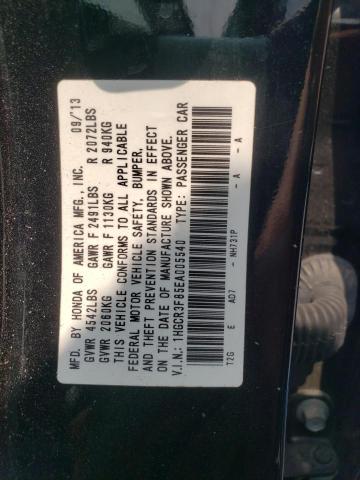 MFD. BY HONDA OF AMERICA MFG., INC. 09/'13
GVWR 4542LBS GAWR F 2491LBS R 2072LBS
GVWR 2060KG GAWR F 1130KG R 940KG
THIS VEHICLE CONFORMS TO ALL APPLICABLE
FEDERAL MOTOR VEHICLE SAFETY, BUMPER,
AND THEFT PREVENTION STANDARDS IN EFFECT
ON THE DATE OF MANUFACTURE SHOWN ABOVE.
V.I.N.: 1HGCR3F85EA005540 TYPE: PASSENGER CAR
T2G E AD7 - NH731P - A - A